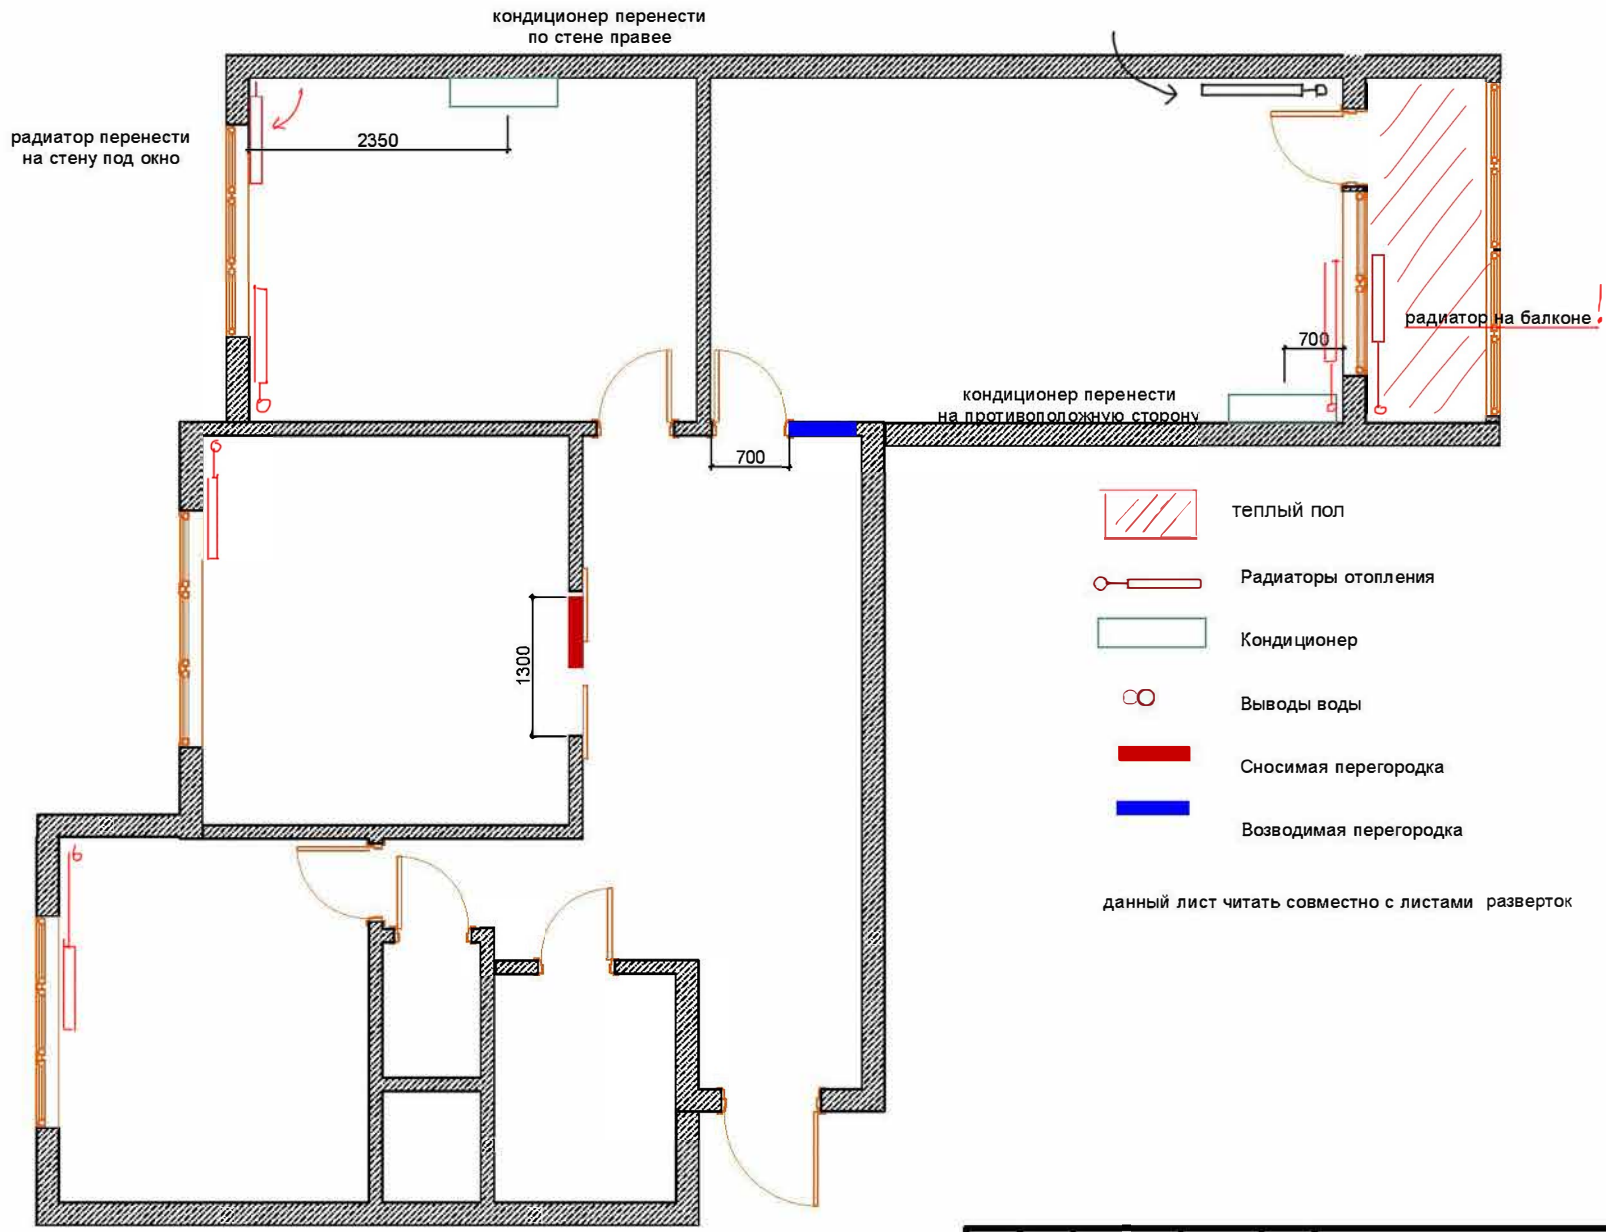 кондиционер перенести
по стене правее
радиатор перенести
на стену под окно
2350
радиатор на балконе !
700
кондиционер перенести
на противоположную сторону
700
1300
теплый пол
Радиаторы отопления
Кондиционер
Выводы воды
Сносимая перегородка
Возводимая перегородка
данный лист читать совместно с листами разверток